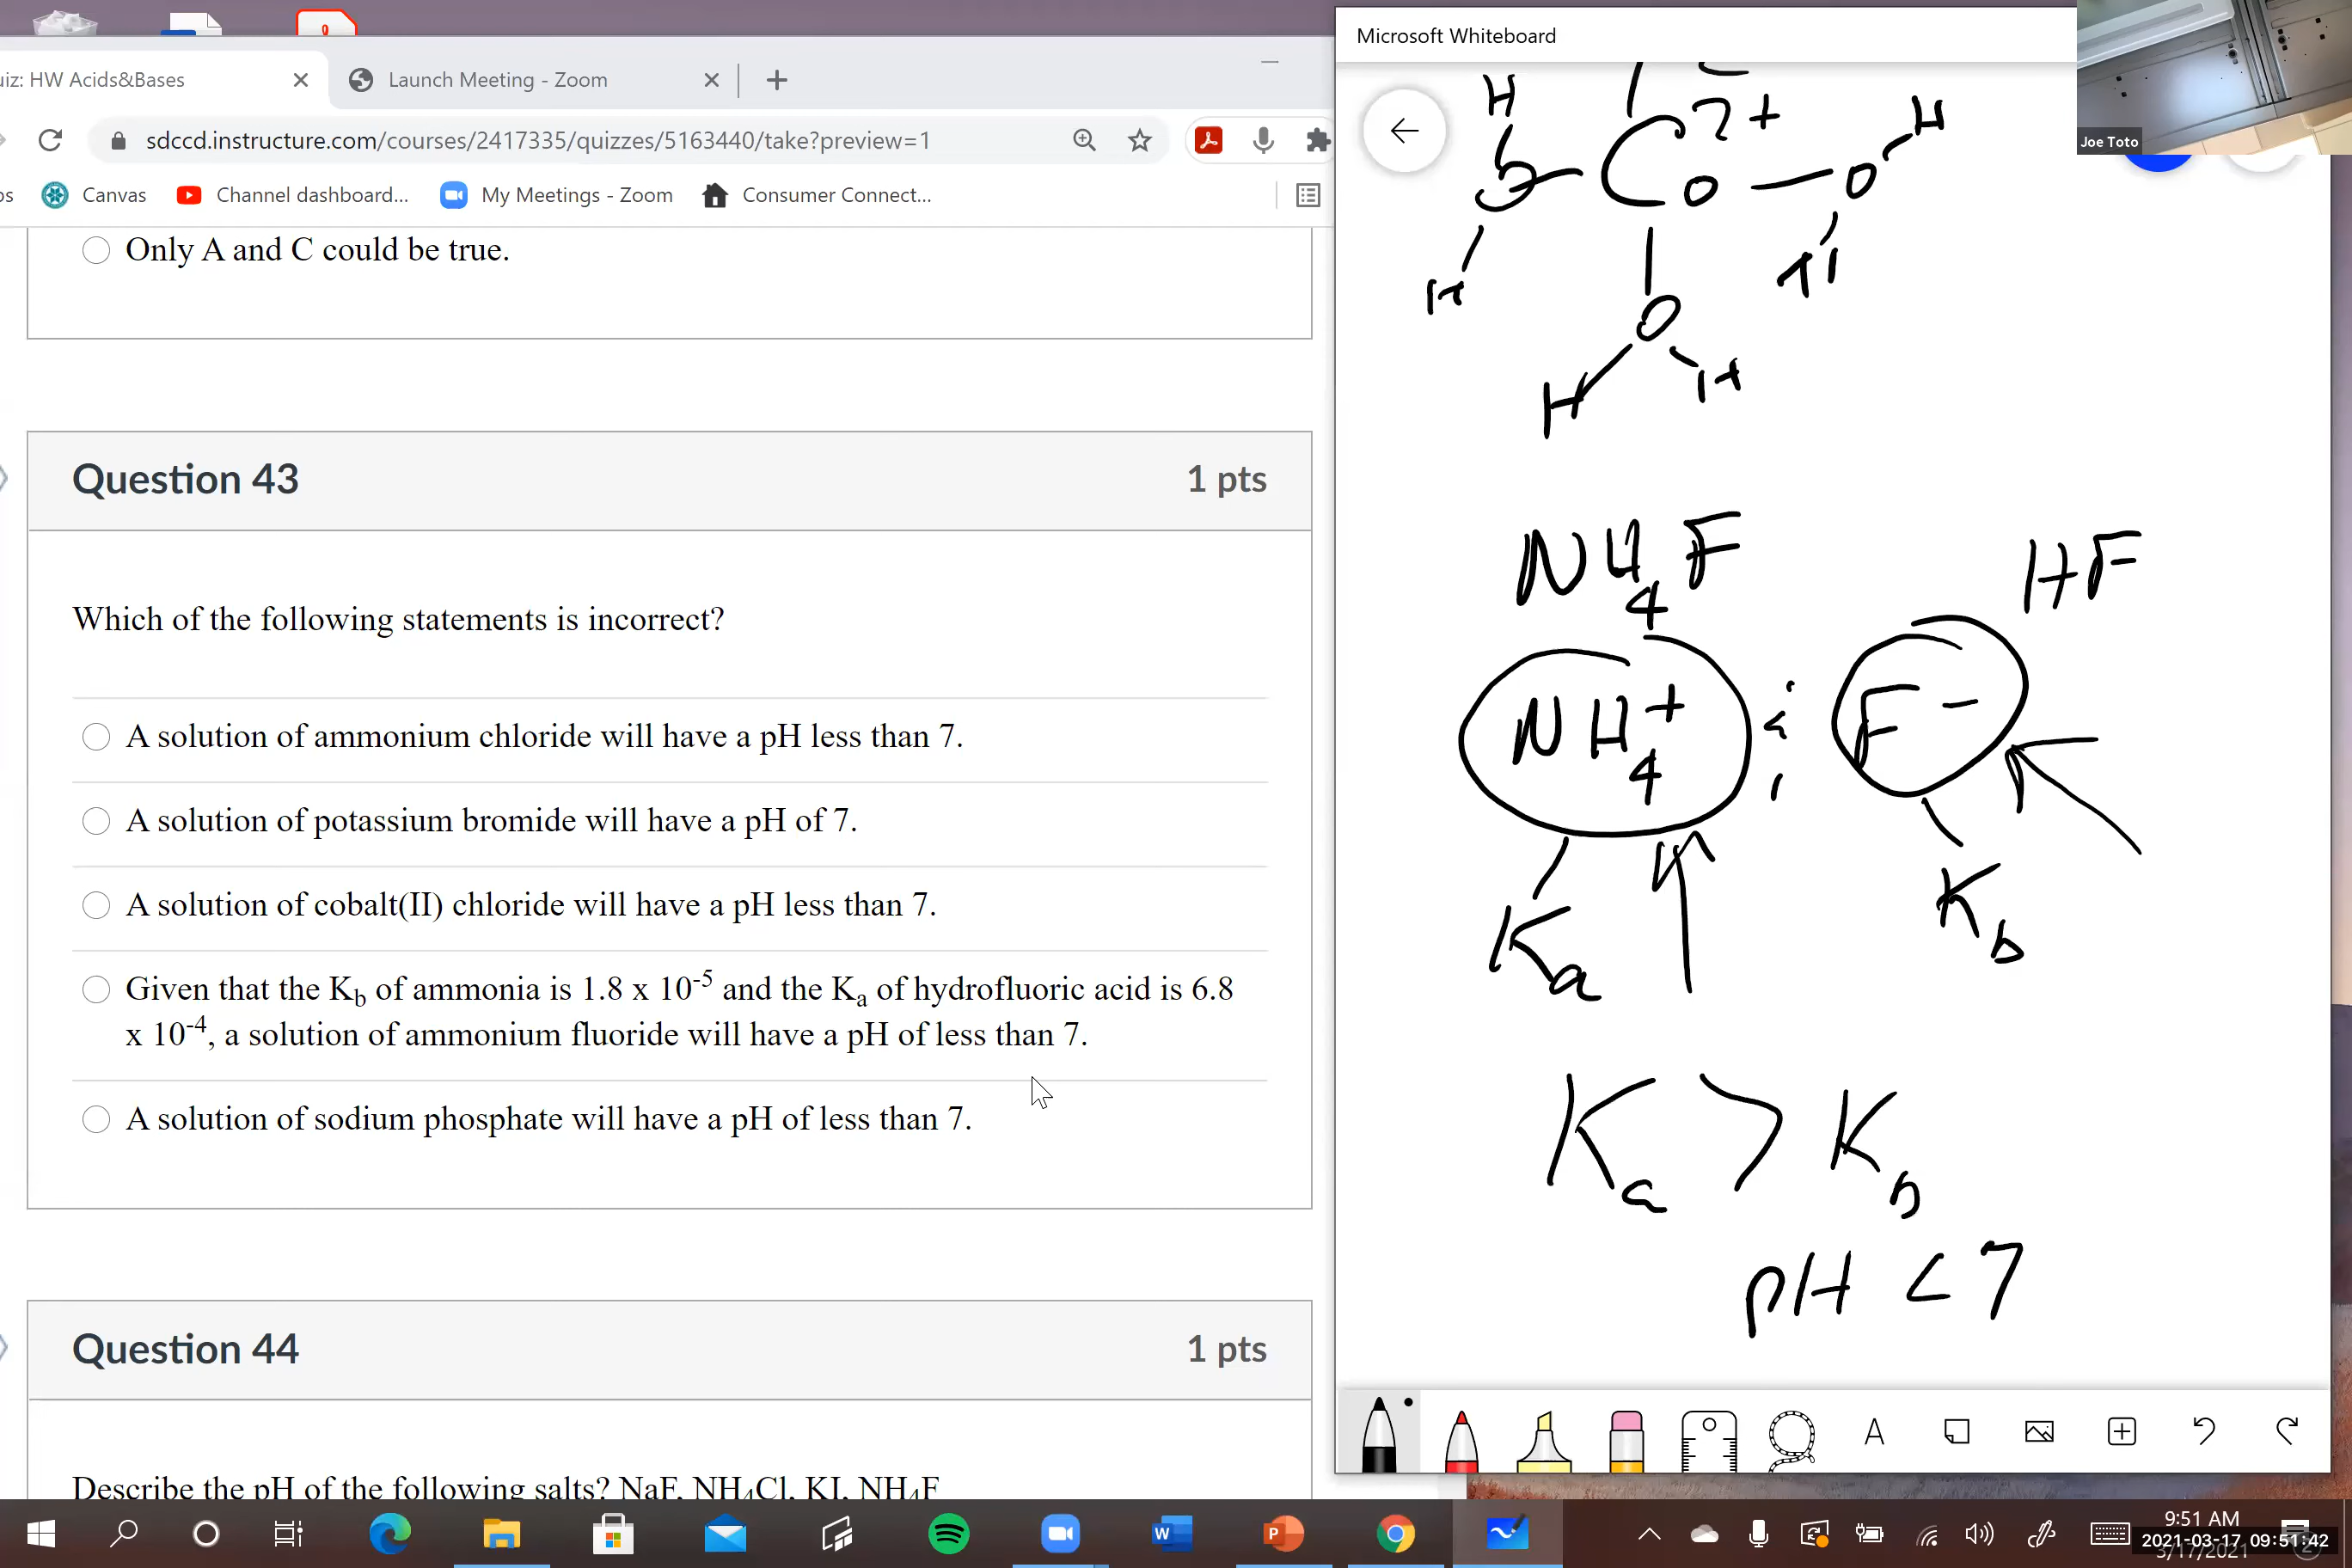 uiz: HW Acids&Bases
Launch Meeting - Zoom
sdccd.instructure.com/courses/2417335/quizzes/5163440/take?preview=1
ps
Canvas
Channel dashboard...
My Meetings - Zoom
Consumer Connect...
Only A and C could be true.
Question 43
1 pts
Which of the following statements is incorrect?
A solution of ammonium chloride will have a pH less than 7.
A solution of potassium bromide will have a pH of 7.
A solution of cobalt(II) chloride will have a pH less than 7.
Given that the Kb of ammonia is 1.8 x 10-5 and the Ka of hydrofluoric acid is 6.8
x 10-4, a solution of ammonium fluoride will have a pH of less than 7.
A solution of sodium phosphate will have a pH of less than 7.
Question 44
1 pts
Describe the pH of the following salts? NaF, NH4Cl, KI, NH4F
Microsoft Whiteboard
Joe Toto
H
2+
H
O
Co
O
H
H
O
H
H
NH4F
HF
NH4+
F-
Ka
Kb
Ka > Kb
pH < 7
A
9:51 AM
2021-03-17 09:51:42
3/17/2021